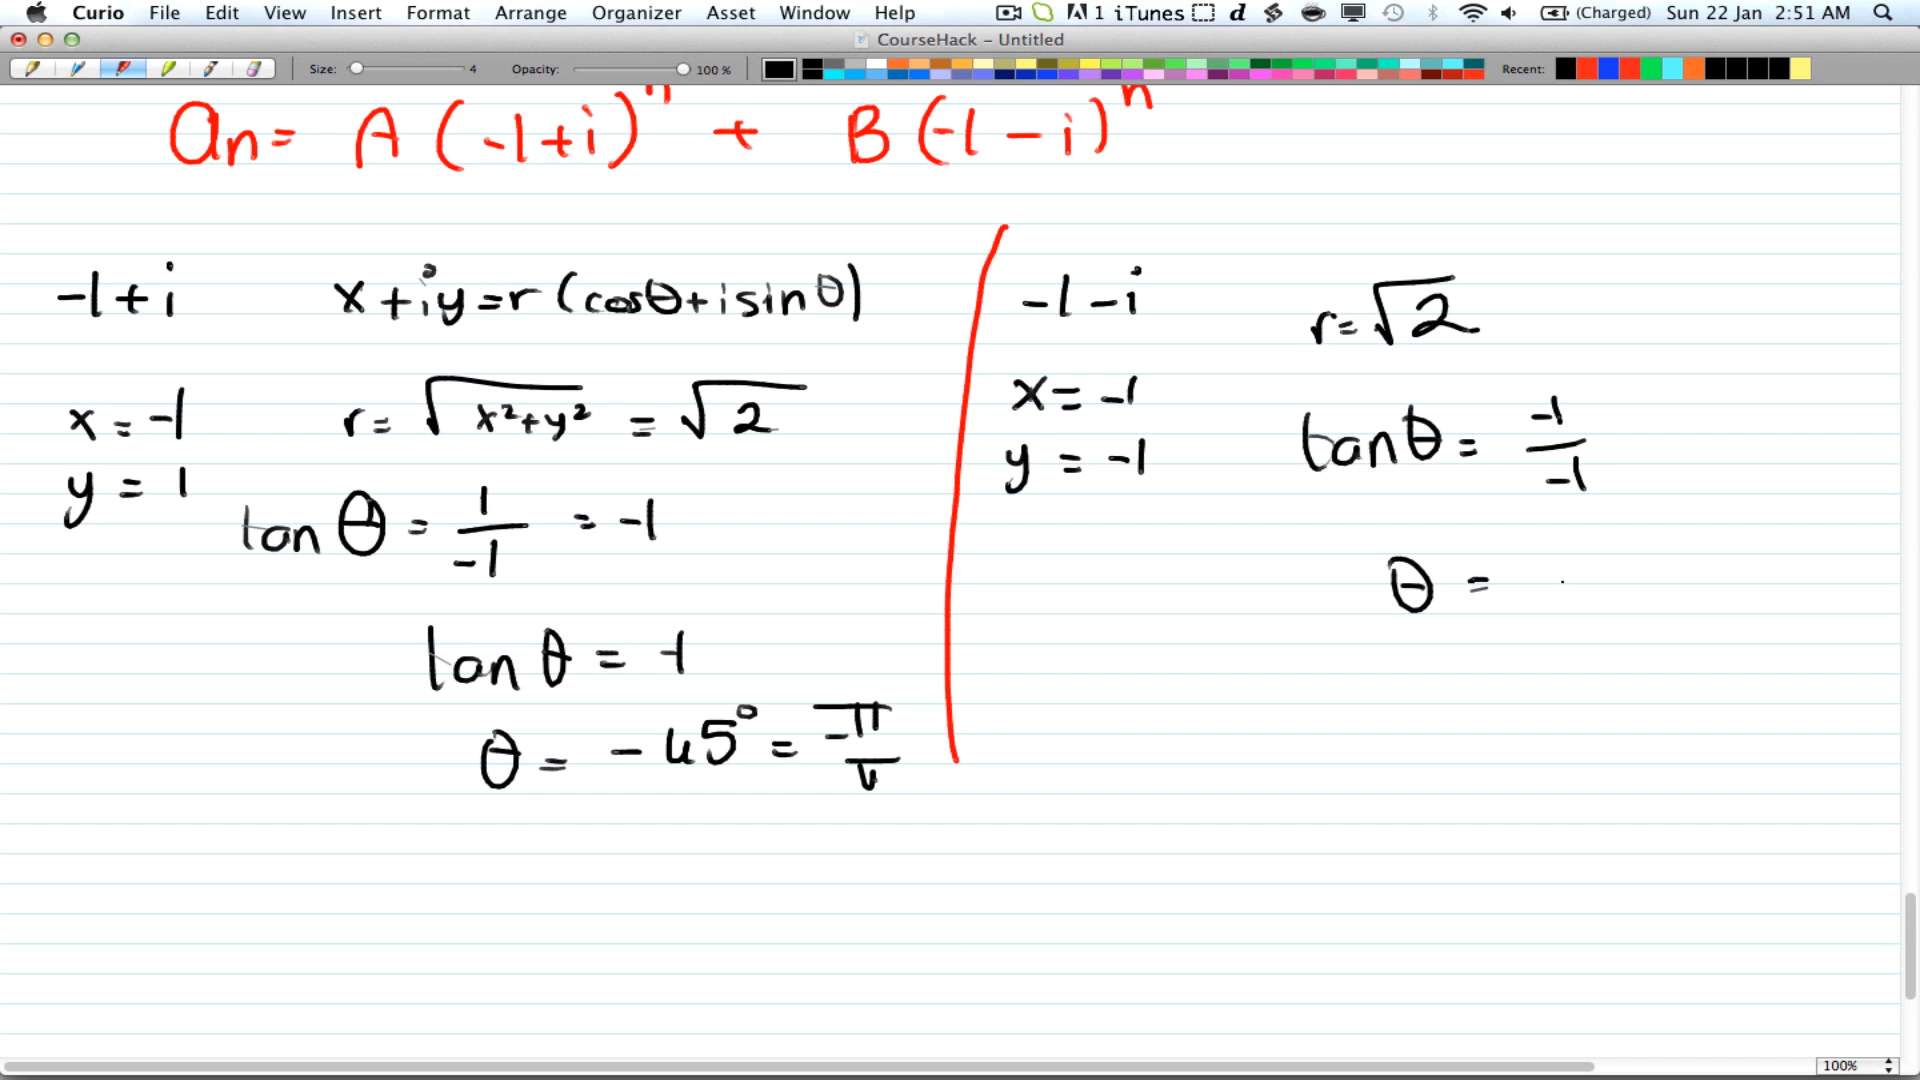 Curio File Edit View Insert Format Arrange Organizer Asset Window Help 1 iTunes d (Charged) Sun 22 Jan 2:51 AM
CourseHack – Untitled
Size: 4 Opacity: 100 % Recent:
an = A (-1+i)^n + B (-1-i)^n
-1+i x+iy=r(cosθ+isinθ)
x = -1 r= √x²+y² = √2
y = 1
tan θ = 1/-1 = -1
tan θ = -1
θ = -45° = -π/4
-1-i r= √2
x = -1
y = -1
tan θ = -1/-1
θ =
100%